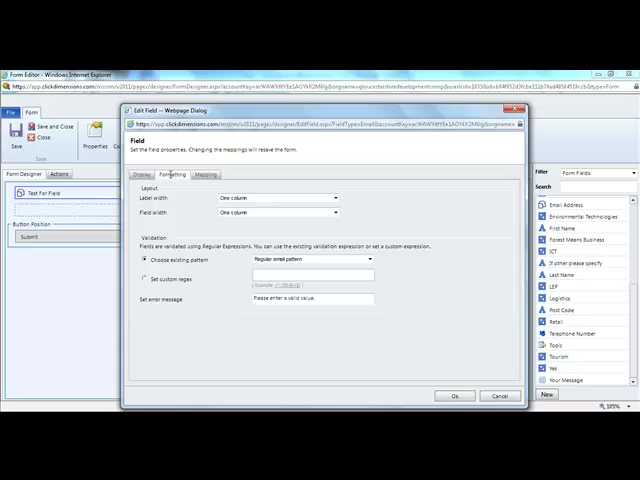 Form Editor - Windows Internet Explorer
File
Form
Save
Save and Close
Close
Save
Properties
Form Designer
Actions
Test For Field
Button Position
Submit
Edit Field -- Webpage Dialog
Field
Set the field properties. Changing the mappings will resave the form.
Display
Formatting
Mapping
Layout
Label width
One column
Field width
One column
Validation
Fields are validated using Regular Expressions. You can use the existing validation expression or set a custom expression.
Choose existing pattern
Regular email pattern
Set custom regex
Set error message
Please enter a valid value.
Ok
Cancel
Filter
Form Fields
Search
Email Address
Environmental Technologies
First Name
Forest Means Business
ICT
If other please specify
Last Name
LEP
Logistics
Post Code
Retail
Telephone Number
Topic
Tourism
Yes
Your Message
New